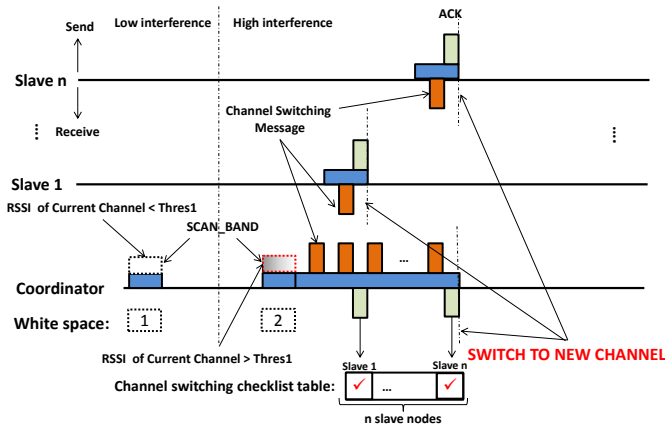 ACK
Send
Low interference
High interference
Slave n
Channel Switching
Message
Receive
Slave 1
RSSI of Current Channel < Thres1
SCAN_BAND
...
Coordinator
White space:
1
2
SWITCH TO NEW CHANNEL
RSSI of Current Channel > Thres1
Slave 1
Slave n
Channel switching checklist table:
✓ ... ✓
n slave nodes